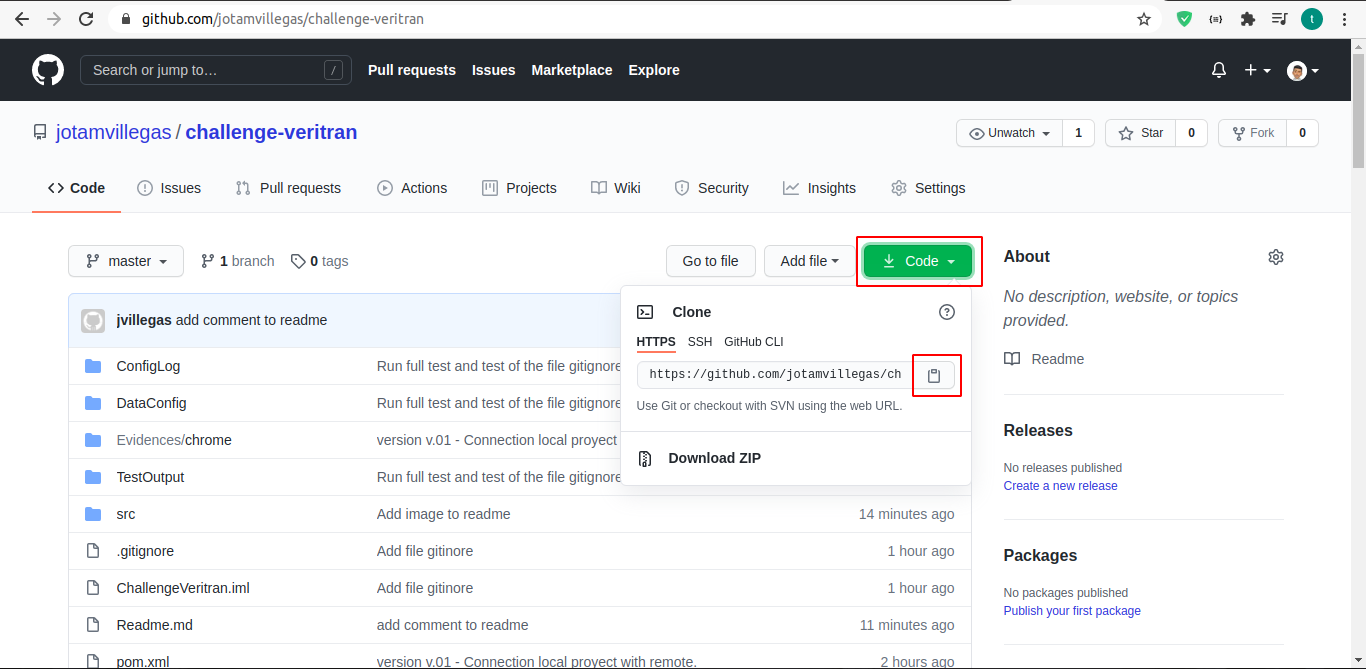 github.com/jotamvillegas/challenge-veritran
t
Search or jump to… /
Pull requests Issues Marketplace Explore
jotamvillegas / challenge-veritran
Unwatch 1 Star 0 Fork 0
Code Issues Pull requests Actions Projects Wiki Security Insights Settings
master 1 branch 0 tags Go to file Add file Code
jvillegas add comment to readme
ConfigLog Run full test and test of the file gitignore
DataConfig Run full test and test of the file gitignore
Evidences/chrome version v.01 - Connection local proyect
TestOutput Run full test and test of the file gitignore
src Add image to readme 14 minutes ago
.gitignore Add file gitinore 1 hour ago
ChallengeVeritran.iml Add file gitinore 1 hour ago
Readme.md add comment to readme 11 minutes ago
pom.xml version v.01 - Connection local proyect with remote. 2 hours ago
Clone
HTTPS SSH GitHub CLI
https://github.com/jotamvillegas/ch
Use Git or checkout with SVN using the web URL.
Download ZIP
About
No description, website, or topics
provided.
Readme
Releases
No releases published
Create a new release
Packages
No packages published
Publish your first package